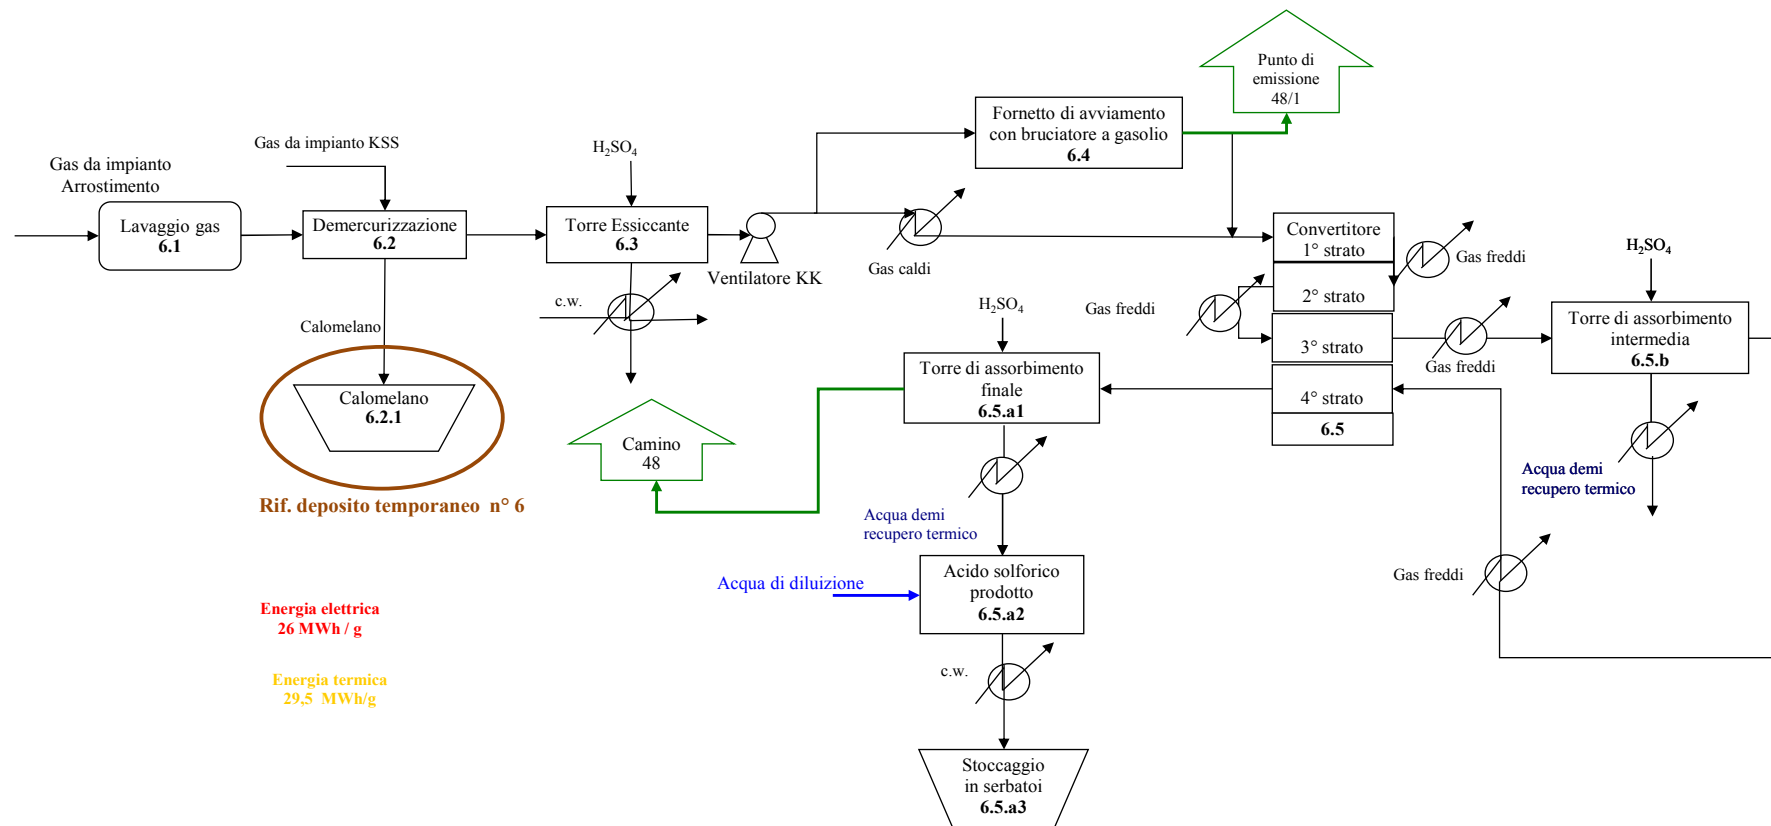 Punto di
emissione
48/1
Fornetto di avviamento
con bruciatore a gasolio
6.4
Gas da impianto KSS
H₂SO₄
Gas da impianto
Arrostimento
Lavaggio gas
6.1
Demercurizzazione
6.2
Torre Essiccante
6.3
Ventilatore KK
Gas caldi
Convertitore
1° strato
2° strato
3° strato
4° strato
6.5
Gas freddi
Gas freddi
Gas freddi
H₂SO₄
Torre di assorbimento
intermedia
6.5.b
c.w.
H₂SO₄
Torre di assorbimento
finale
6.5.a1
Calomelano
Calomelano
6.2.1
Rif. deposito temporaneo n° 6
Camino
48
Acqua demi
recupero termico
Acqua demi
recupero termico
Gas freddi
Acqua di diluizione
Acido solforico
prodotto
6.5.a2
Energia elettrica
26 MWh / g
c.w.
Energia termica
29,5 MWh/g
Stoccaggio
in serbatoi
6.5.a3